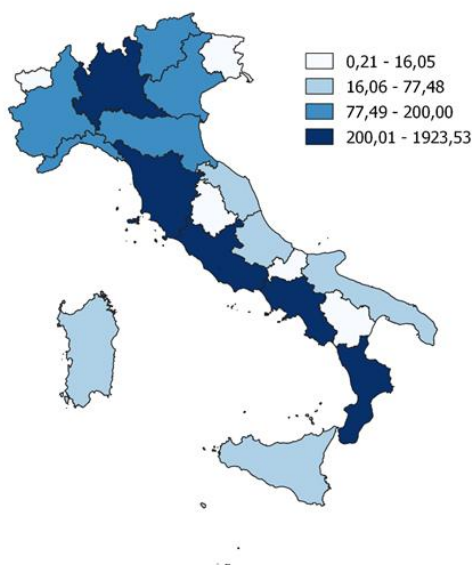 0,21 - 16,05
16,06 - 77,48
77,49 - 200,00
200,01 - 1923,53